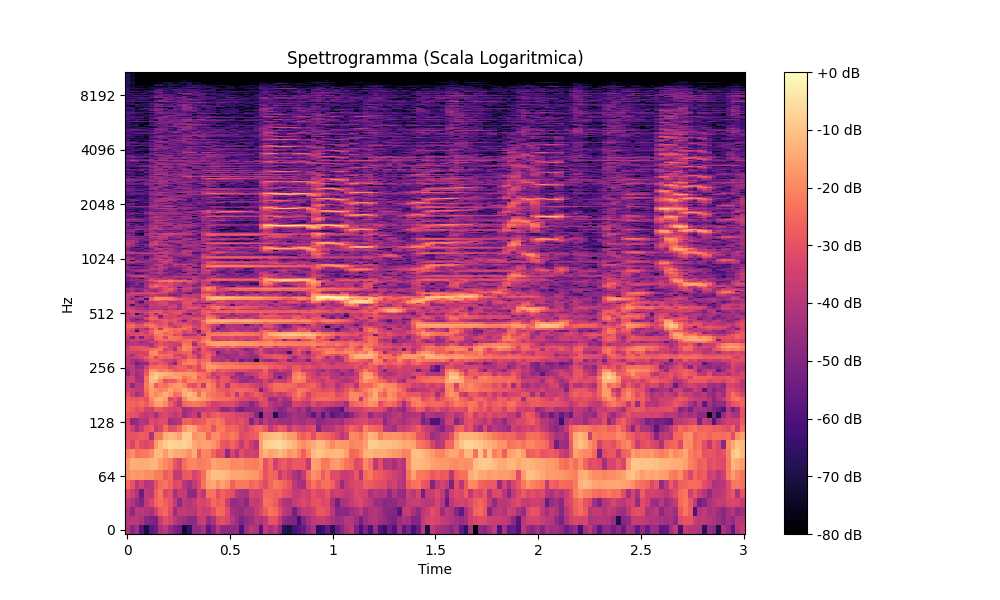 Spettrogramma (Scala Logaritmica)
8192
4096
2048
1024
512
256
128
64
0
Hz
0
0.5
1
1.5
2
2.5
3
Time
+0 dB
-10 dB
-20 dB
-30 dB
-40 dB
-50 dB
-60 dB
-70 dB
-80 dB